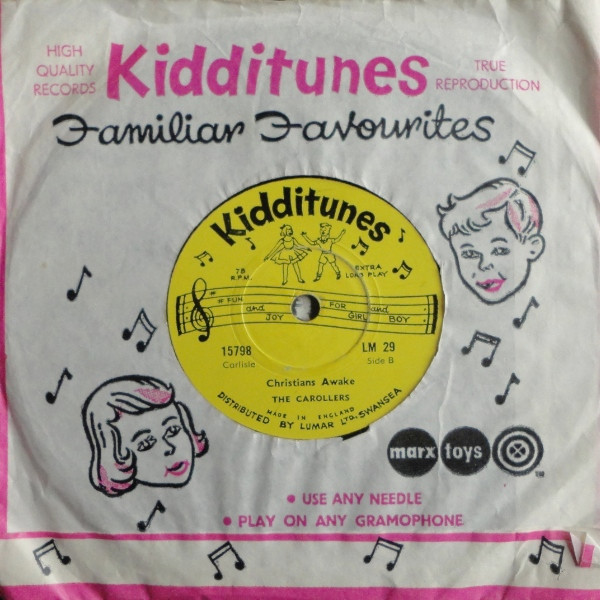 HIGH QUALITY RECORDS
Kidditunes
TRUE REPRODUCTION
Familiar Favourites
Kidditunes
78 R.P.M.
EXTRA LONG PLAY
FUN and JOY FOR GIRL and BOY
15798
LM 29
Carlisle
Side B
Christians Awake
THE CAROLLERS
MADE IN ENGLAND
DISTRIBUTED BY LUMAR LTD-SWANSEA
marx toys
TM
• USE ANY NEEDLE
• PLAY ON ANY GRAMOPHONE